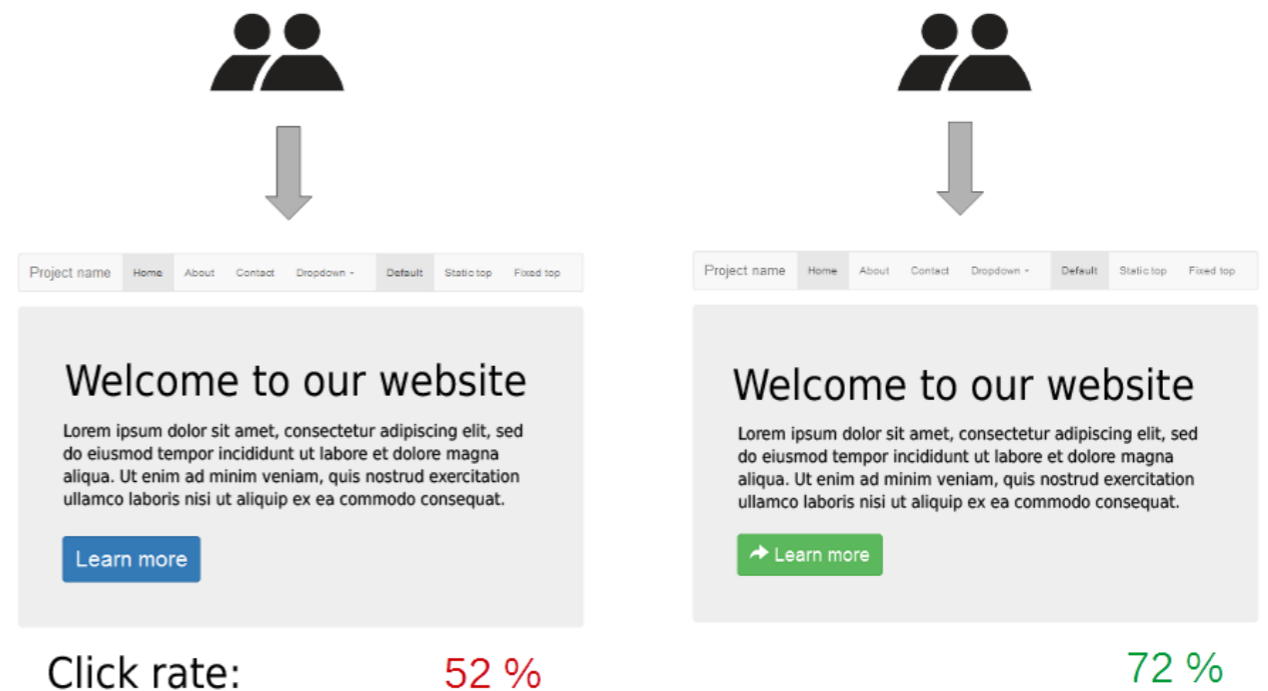 Project name Home About Contact Dropdown Default Static top Fixed top
Welcome to our website
Lorem ipsum dolor sit amet, consectetur adipiscing elit, sed
do eiusmod tempor incididunt ut labore et dolore magna
aliqua. Ut enim ad minim veniam, quis nostrud exercitation
ullamco laboris nisi ut aliquip ex ea commodo consequat.
Learn more
Project name Home About Contact Dropdown Default Static top Fixed top
Welcome to our website
Lorem ipsum dolor sit amet, consectetur adipiscing elit, sed
do eiusmod tempor incididunt ut labore et dolore magna
aliqua. Ut enim ad minim veniam, quis nostrud exercitation
ullamco laboris nisi ut aliquip ex ea commodo consequat.
Learn more
Click rate: 52 % 72 %